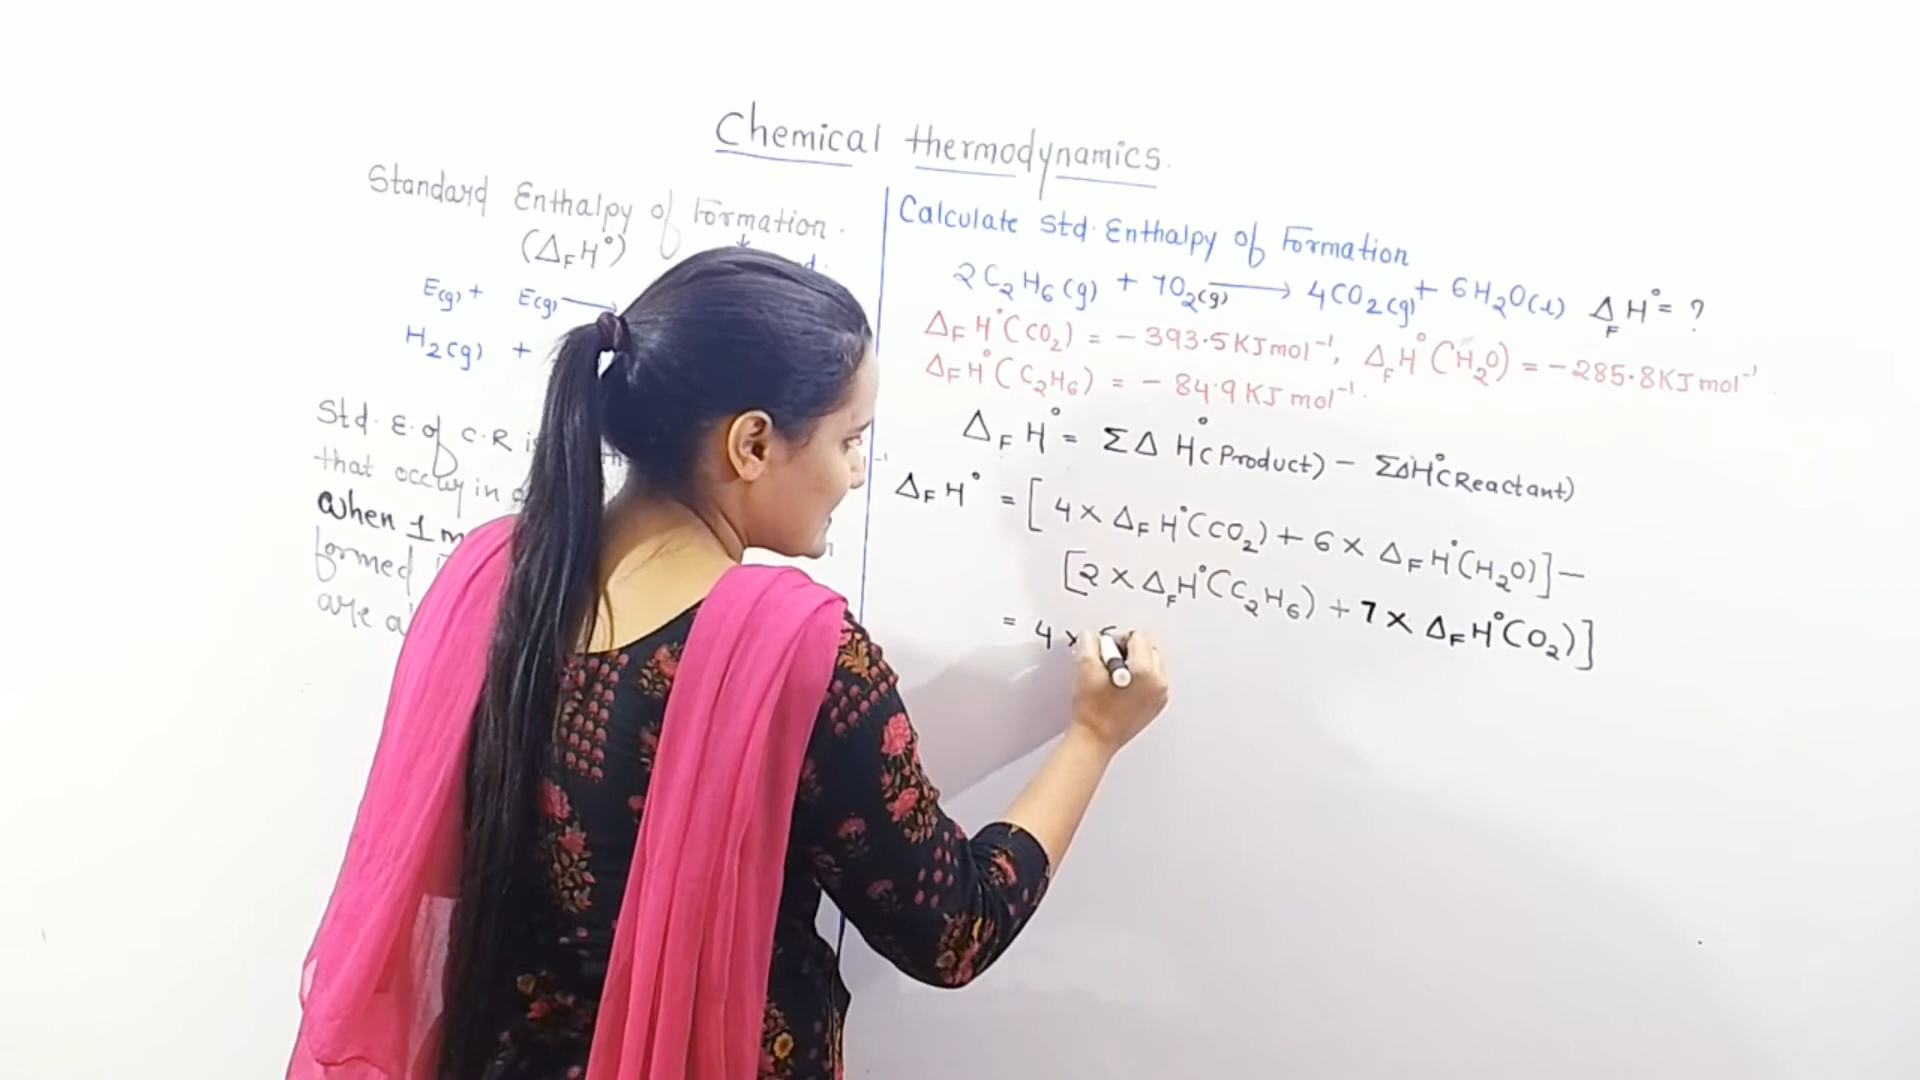 Chemical thermodynamics.
Standard Enthalpy of Formation.
(ΔFH°)
E(g) + E(g) ⟶
H2(g) +
Std. E. of C.R
that occur in
When 1
formed
are
Calculate Std. Enthalpy of Formation
2C2H6(g) + 7O2(g) ⟶ 4CO2(g) + 6H2O(l) ΔFH° = ?
ΔFH°(CO2) = -393.5 KJ mol⁻¹, ΔFH°(H2O) = -285.8 KJ mol⁻¹
ΔFH°(C2H6) = -84.9 KJ mol⁻¹.
ΔFH° = ΣΔH°(Product) - ΣΔH°(Reactant)
ΔFH° = [4 × ΔFH°(CO2) + 6 × ΔFH°(H2O)] -
[2 × ΔFH°(C2H6) + 7 × ΔFH°(O2)]
= 4 ×